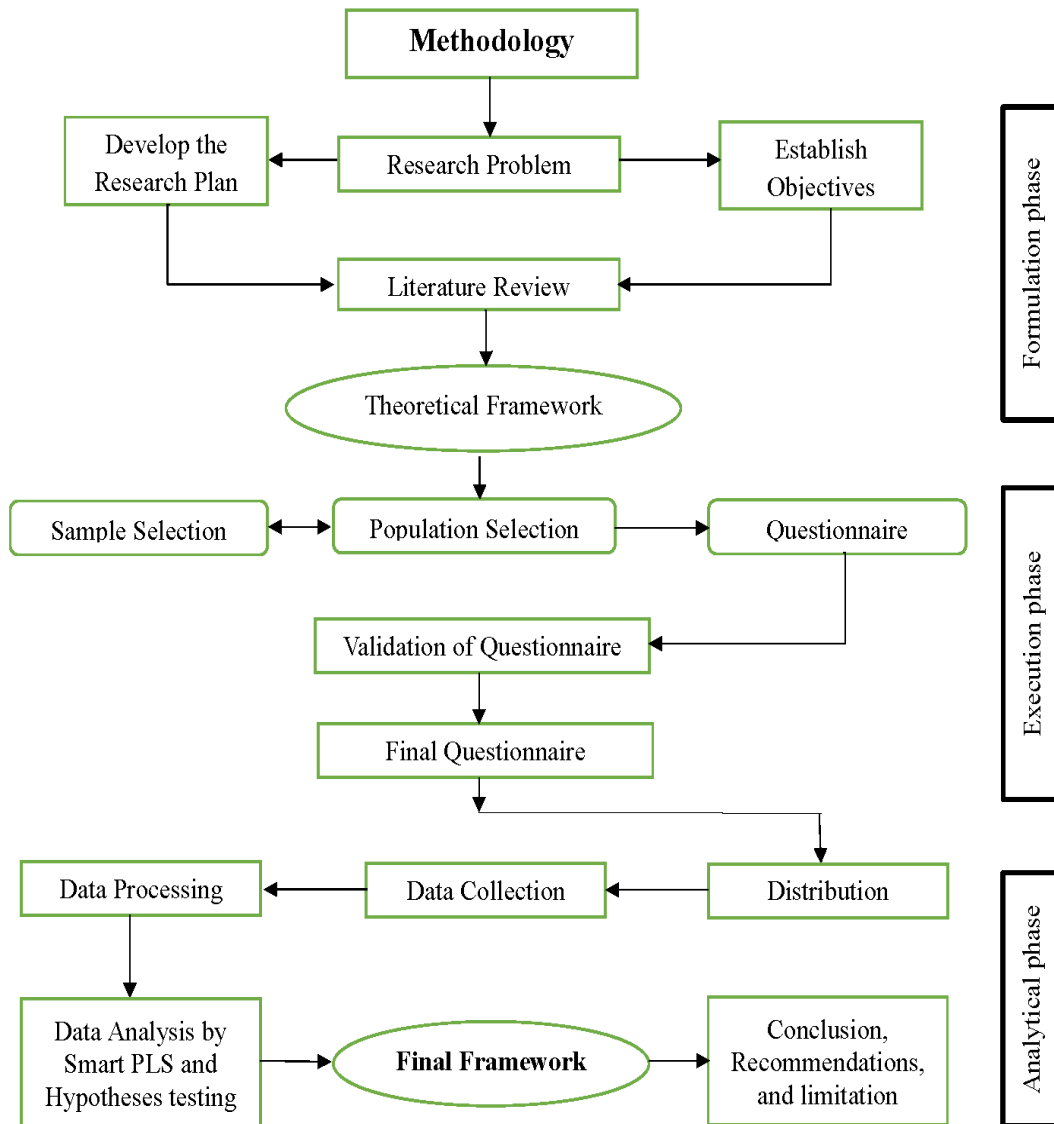 Methodology
Develop the
Research Plan
Research Problem
Establish
Objectives
Literature Review
Theoretical Framework
Formulation phase
Sample Selection
Population Selection
Questionnaire
Validation of Questionnaire
Final Questionnaire
Execution phase
Data Processing
Data Collection
Distribution
Data Analysis by
Smart PLS and
Hypotheses testing
Final Framework
Conclusion,
Recommendations,
and limitation
Analytical phase